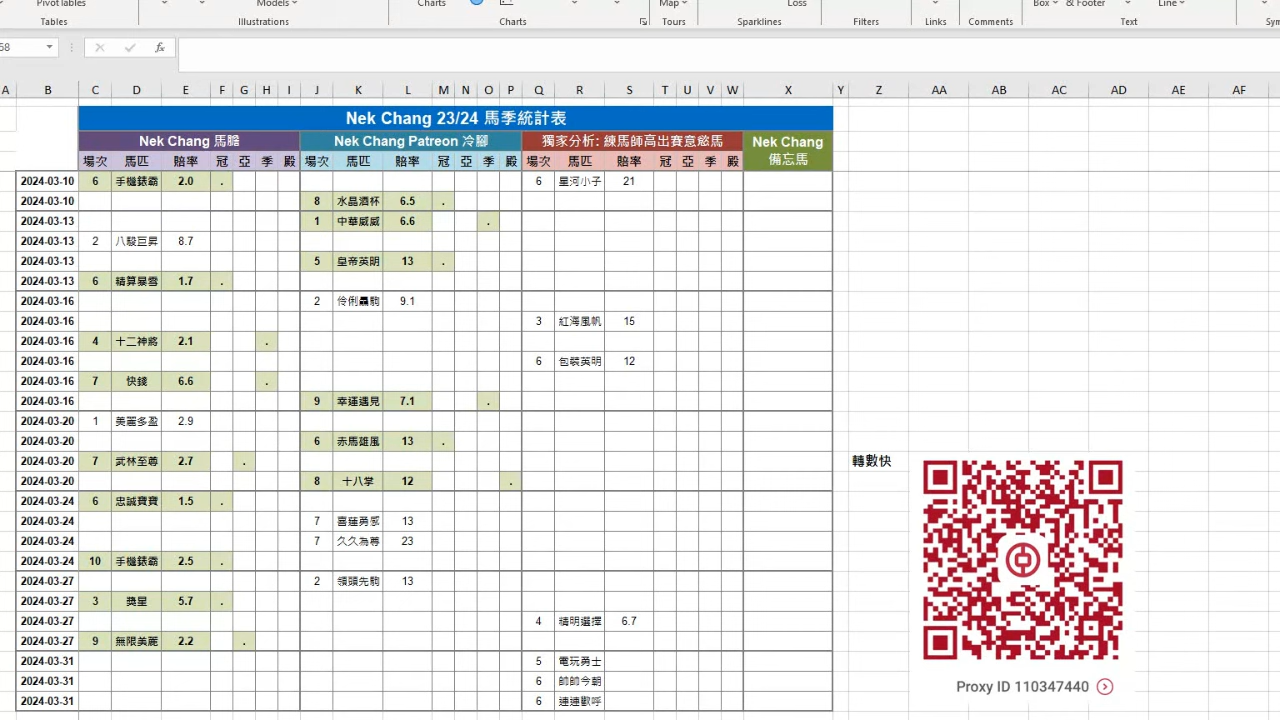 PivotTables Models Charts Map Loss Box & Footer Line
Tables Illustrations Charts Tours Sparklines Filters Links Comments Text Sym
58 fx
A B C D E F G H I J K L M N O P Q R S T U V W X Y Z AA AB AC AD AE AF AG
Nek Chang 23/24 馬季統計表
Nek Chang 馬膽 Nek Chang Patreon 冷腳 獨家分析: 練馬師高出賽意慾馬 Nek Chang
場次 馬匹 賠率 冠 亞 季 殿 場次 馬匹 賠率 冠 亞 季 殿 場次 馬匹 賠率 冠 亞 季 殿 備忘馬
2024-03-10 6 手機錶霸 2.0 . 6 星河小子 21
2024-03-10 8 水晶酒杯 6.5 .
2024-03-13 1 中華威威 6.6 .
2024-03-13 2 八駿巨昇 8.7
2024-03-13 5 皇帝英明 13 .
2024-03-13 6 精算暴雪 1.7 .
2024-03-16 2 伶俐驫駒 9.1
2024-03-16 3 紅海風帆 15
2024-03-16 4 十二神將 2.1 .
2024-03-16 6 包裝英明 12
2024-03-16 7 快錢 6.6 .
2024-03-16 9 幸運遇見 7.1 .
2024-03-20 1 美麗多盈 2.9
2024-03-20 6 赤馬雄風 13 .
2024-03-20 7 武林至尊 2.7 . 轉數快
2024-03-20 8 十八掌 12 .
2024-03-24 6 忠誠寶寶 1.5 .
2024-03-24 7 喜蓮勇感 13
2024-03-24 7 久久為尊 23
2024-03-24 10 手機錶霸 2.5 .
2024-03-27 2 領頭先駒 13
2024-03-27 3 獎星 5.7 .
2024-03-27 4 精明選擇 6.7
2024-03-27 9 無限美麗 2.2 .
2024-03-31 5 電玩勇士
2024-03-31 6 帥帥今朝
2024-03-31 6 連連歡呼
Proxy ID 110347440